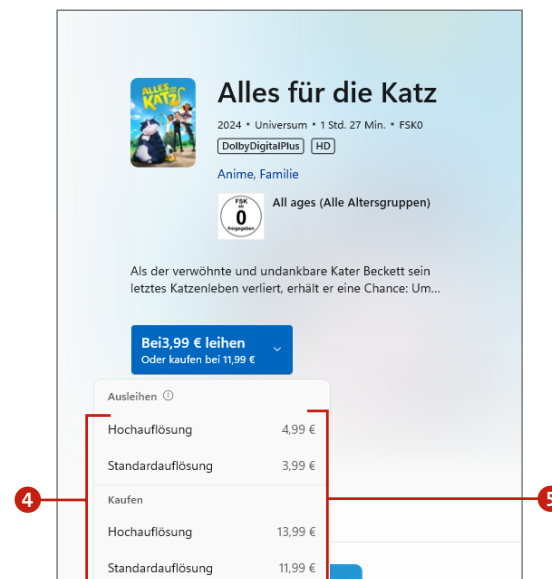 ALLES FÜR DIE KATZ
Alles für die Katz
2024 • Universum • 1 Std. 27 Min. • FSK0
DolbyDigitalPlus HD
Anime, Familie
FSK
ab
0
freigegeben
All ages (Alle Altersgruppen)
Als der verwöhnte und undankbare Kater Beckett sein
letztes Katzenleben verliert, erhält er eine Chance: Um...
Bei3,99 € leihen
Oder kaufen bei 11,99 €
Ausleihen
Hochauflösung 4,99 €
Standardauflösung 3,99 €
Kaufen
Hochauflösung 13,99 €
Standardauflösung 11,99 €
4
5